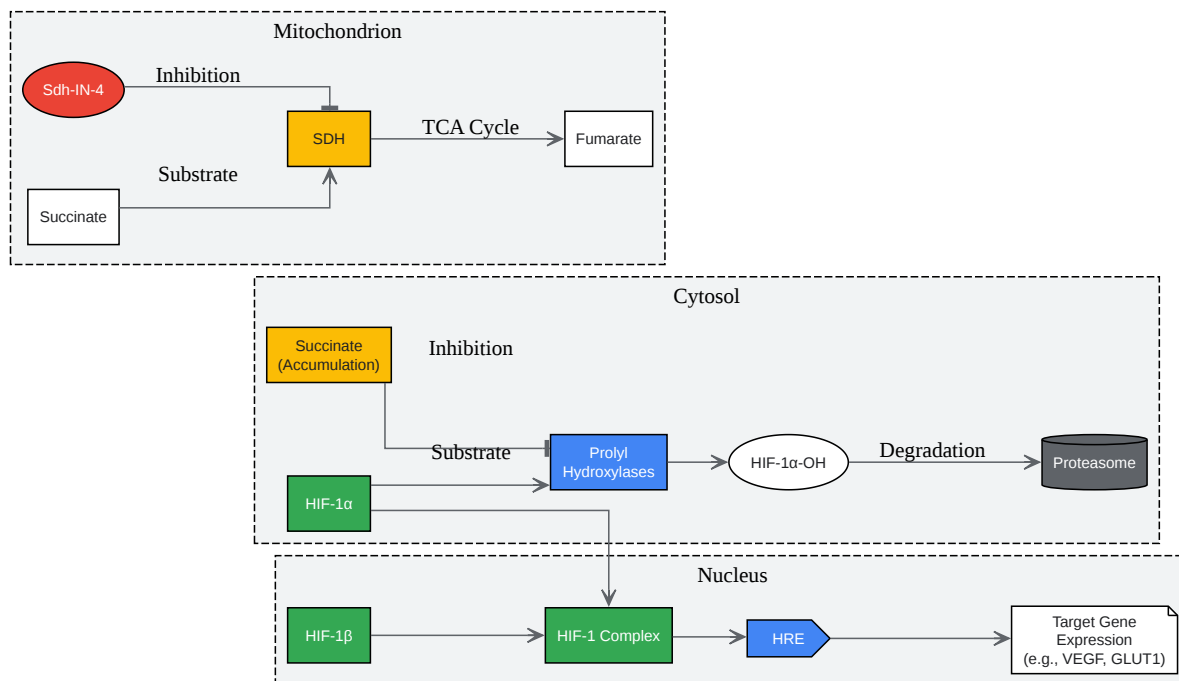 Mitochondrion
Sdh-IN-4
Inhibition
SDH
TCA Cycle
Fumarate
Substrate
Succinate
Cytosol
Succinate
(Accumulation)
Inhibition
Substrate
Prolyl
Hydroxylases
HIF-1α-OH
Degradation
Proteasome
HIF-1α
Nucleus
HIF-1β
HIF-1 Complex
HRE
Target Gene
Expression
(e.g., VEGF, GLUT1)